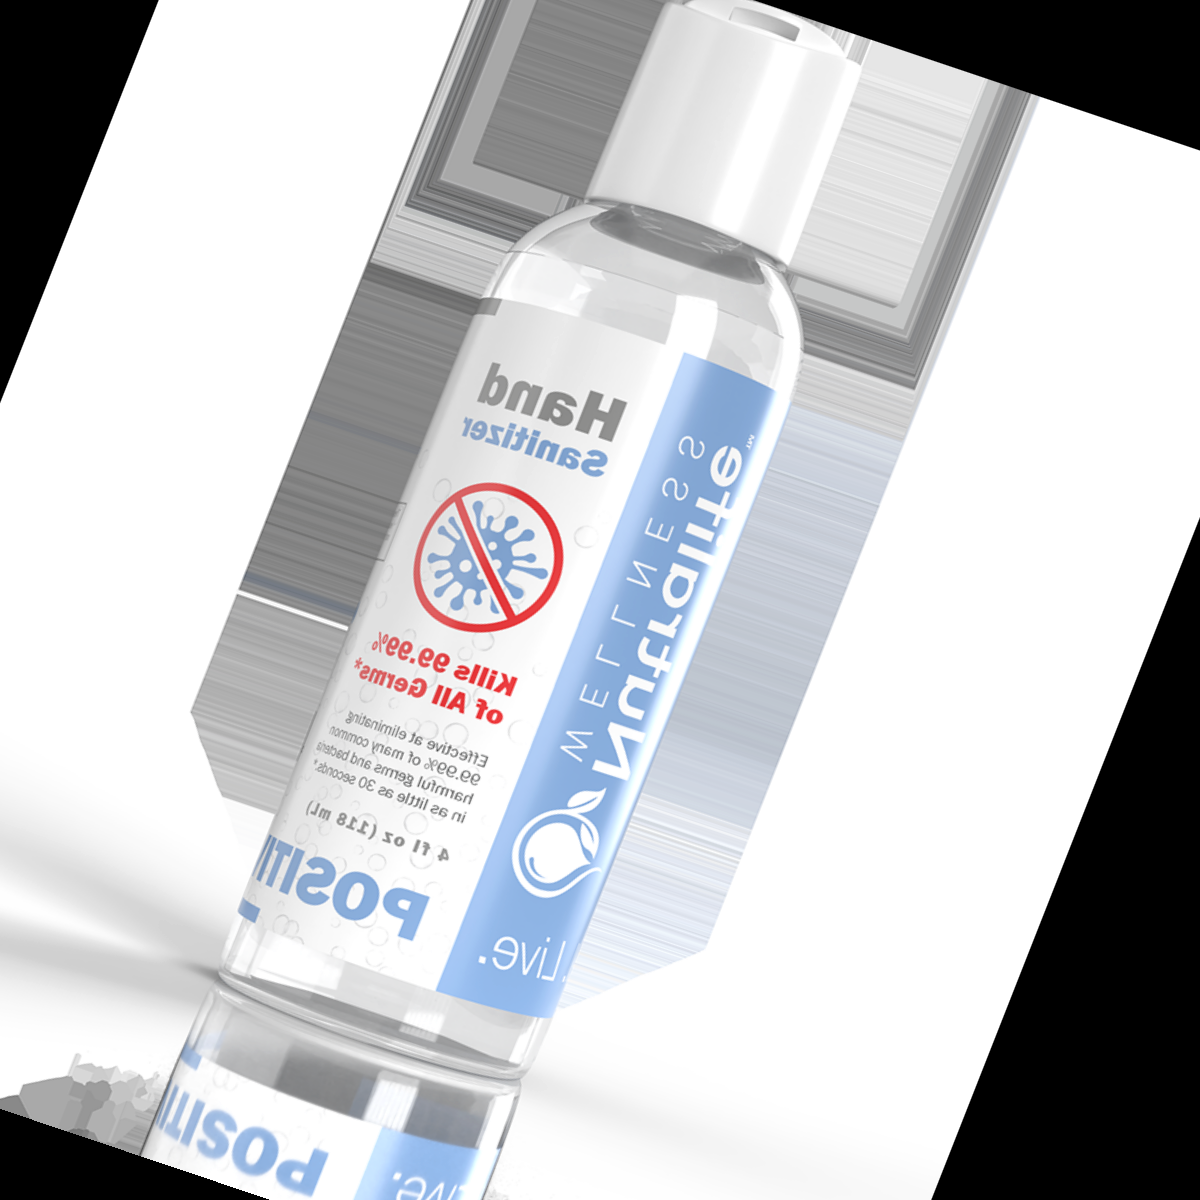 Hand
Sanitizer
Kills 99.99%
of All Germs*
Effective at eliminating
99.99% of many common
harmful germs and bacteria
in as little as 30 seconds.*
4 fl oz (118 mL)
Nutralife™
WELLNESS
Live.